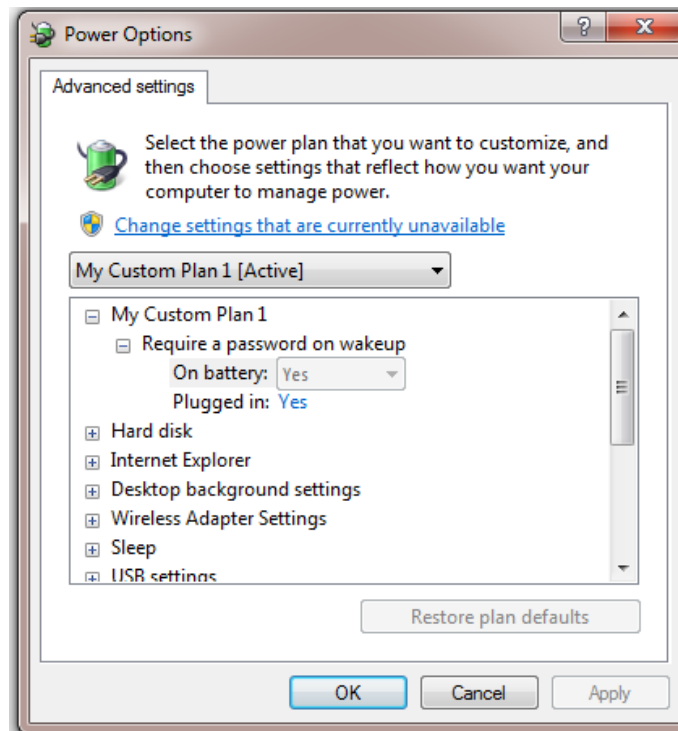 Power Options
Advanced settings
Select the power plan that you want to customize, and
then choose settings that reflect how you want your
computer to manage power.
Change settings that are currently unavailable
My Custom Plan 1 [Active]
My Custom Plan 1
Require a password on wakeup
On battery: Yes
Plugged in: Yes
Hard disk
Internet Explorer
Desktop background settings
Wireless Adapter Settings
Sleep
USB settings
Restore plan defaults
OK Cancel Apply